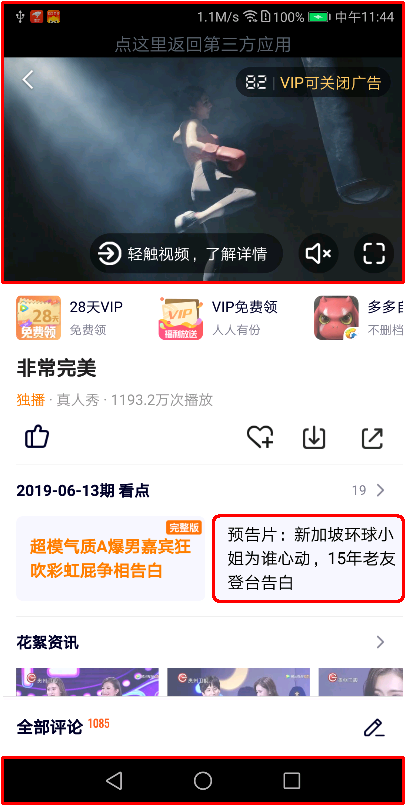 1.1M/s 100% 中午11:44
点这里返回第三方应用
82 VIP可关闭广告
轻触视频，了解详情
28天
免费领
28天VIP
免费领
VIP
福利放送
VIP免费领
人人有份
多多自
不删档
非常完美
独播 · 真人秀 · 1193.2万次播放
2019-06-13期 看点
19
完整版
超模气质A爆男嘉宾狂
吹彩虹屁争相告白
预告片：新加坡环球小
姐为谁心动，15年老友
登台告白
花絮资讯
全部评论 1085